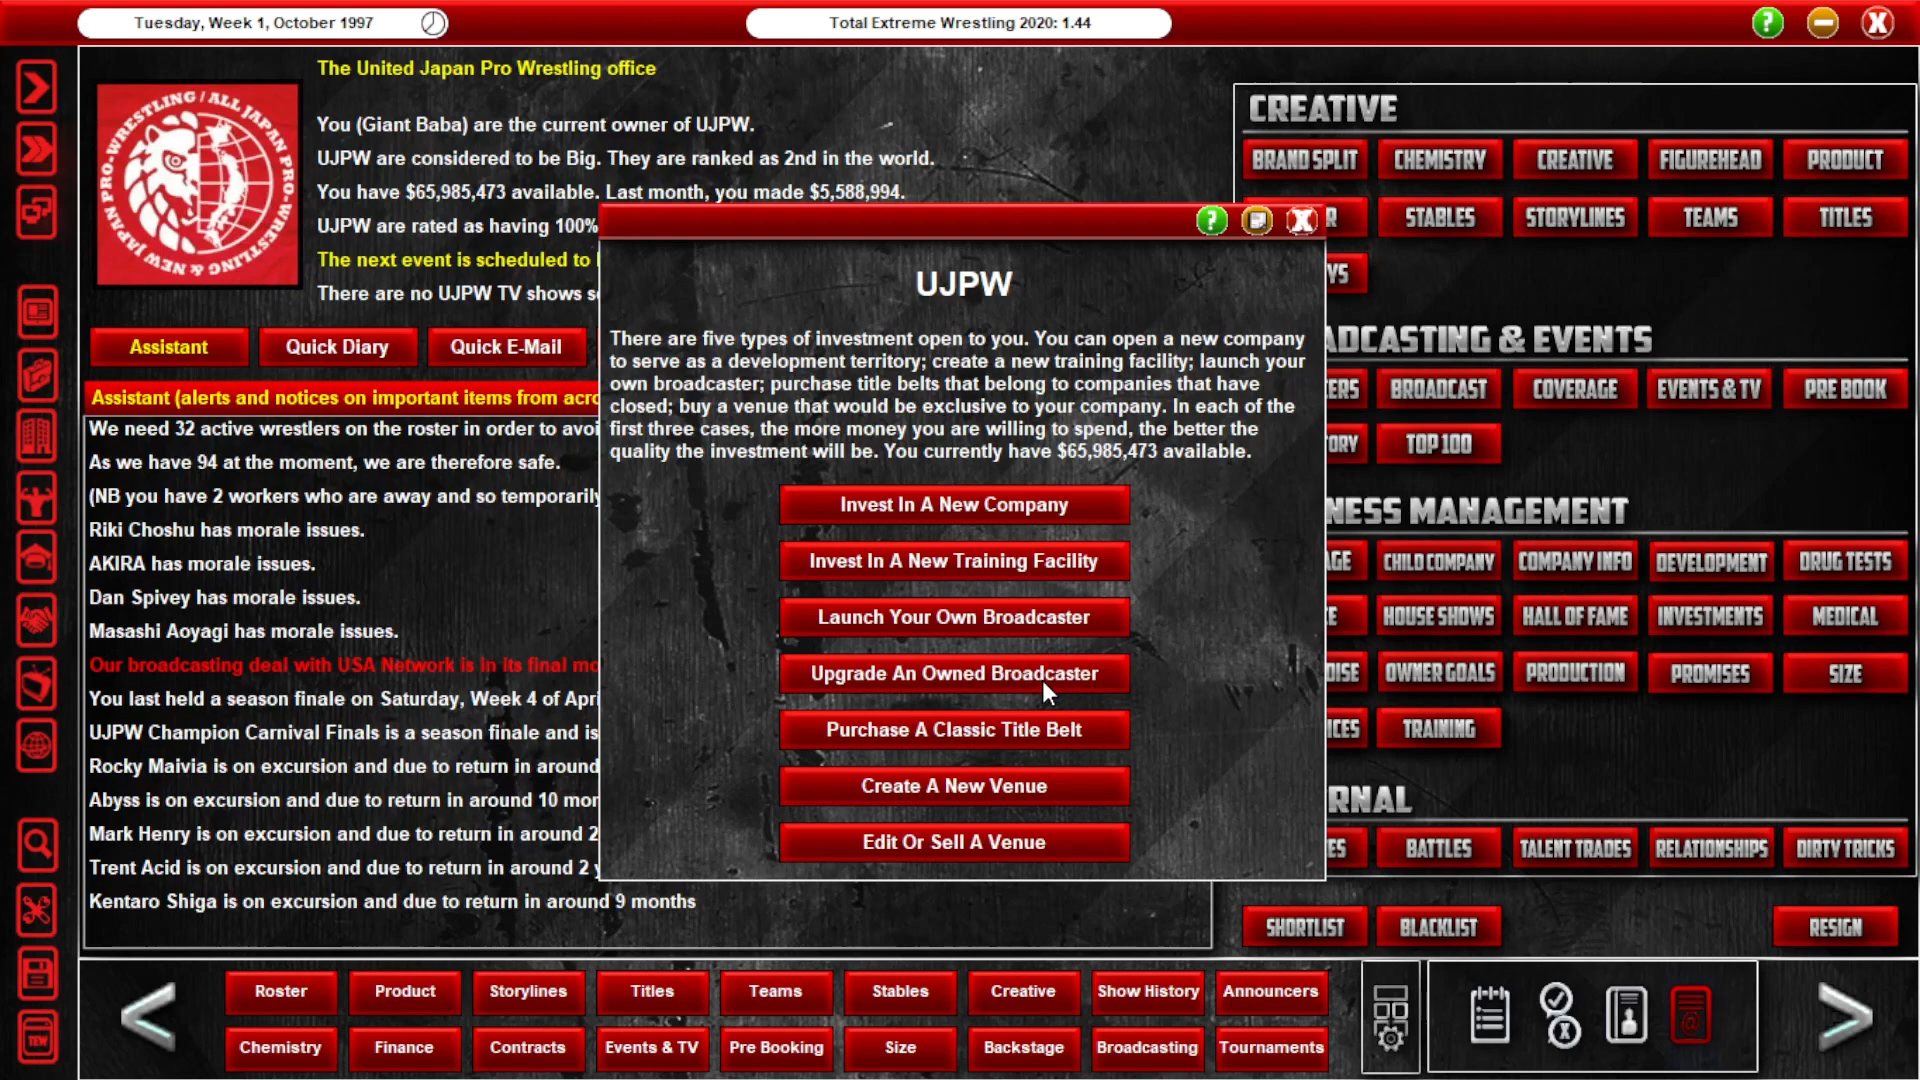 Tuesday, Week 1, October 1997
Total Extreme Wrestling 2020: 1.44
The United Japan Pro Wrestling office
You (Giant Baba) are the current owner of UJPW.
UJPW are considered to be Big. They are ranked as 2nd in the world.
You have $65,985,473 available. Last month, you made $5,588,994.
UJPW are rated as having 100%
The next event is scheduled to
There are no UJPW TV shows
PRO-WRESTLING / ALL JAPAN PRO-WRESTLING & NEW JAPAN
Assistant
Quick Diary
Quick E-Mail
Assistant (alerts and notices on important items from acro
We need 32 active wrestlers on the roster in order to avoi
As we have 94 at the moment, we are therefore safe.
(NB you have 2 workers who are away and so temporarily
Riki Choshu has morale issues.
AKIRA has morale issues.
Dan Spivey has morale issues.
Masashi Aoyagi has morale issues.
Our broadcasting deal with USA Network is in its final mo
You last held a season finale on Saturday, Week 4 of Apri
UJPW Champion Carnival Finals is a season finale and is
Rocky Maivia is on excursion and due to return in around
Abyss is on excursion and due to return in around 10 mon
Mark Henry is on excursion and due to return in around 2
Trent Acid is on excursion and due to return in around 2 y
Kentaro Shiga is on excursion and due to return in around 9 months
UJPW
There are five types of investment open to you. You can open a new company
to serve as a development territory; create a new training facility; launch your
own broadcaster; purchase title belts that belong to companies that have
closed; buy a venue that would be exclusive to your company. In each of the
first three cases, the more money you are willing to spend, the better the
quality the investment will be. You currently have $65,985,473 available.
Invest In A New Company
Invest In A New Training Facility
Launch Your Own Broadcaster
Upgrade An Owned Broadcaster
Purchase A Classic Title Belt
Create A New Venue
Edit Or Sell A Venue
CREATIVE
BRAND SPLIT
CHEMISTRY
CREATIVE
FIGUREHEAD
PRODUCT
R
STABLES
STORYLINES
TEAMS
TITLES
YS
ADCASTING & EVENTS
ERS
BROADCAST
COVERAGE
EVENTS & TV
PRE BOOK
ORY
TOP 100
NESS MANAGEMENT
GE
CHILD COMPANY
COMPANY INFO
DEVELOPMENT
DRUG TESTS
E
HOUSE SHOWS
HALL OF FAME
INVESTMENTS
MEDICAL
DISE
OWNER GOALS
PRODUCTION
PROMISES
SIZE
ICES
TRAINING
RNAL
ES
BATTLES
TALENT TRADES
RELATIONSHIPS
DIRTY TRICKS
SHORTLIST
BLACKLIST
RESIGN
Roster
Product
Storylines
Titles
Teams
Stables
Creative
Show History
Announcers
Chemistry
Finance
Contracts
Events & TV
Pre Booking
Size
Backstage
Broadcasting
Tournaments
TEW